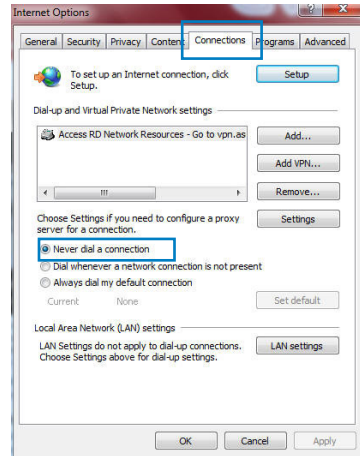 Internet Options
General Security Privacy Content Connections Programs Advanced
To set up an Internet connection, click
Setup.
Setup
Dial-up and Virtual Private Network settings
Access RD Network Resources - Go to vpn.as
Add...
Add VPN...
Remove...
Choose Settings if you need to configure a proxy
server for a connection.
Settings
Never dial a connection
Dial whenever a network connection is not present
Always dial my default connection
Current None
Set default
Local Area Network (LAN) settings
LAN Settings do not apply to dial-up connections.
Choose Settings above for dial-up settings.
LAN settings
OK Cancel Apply